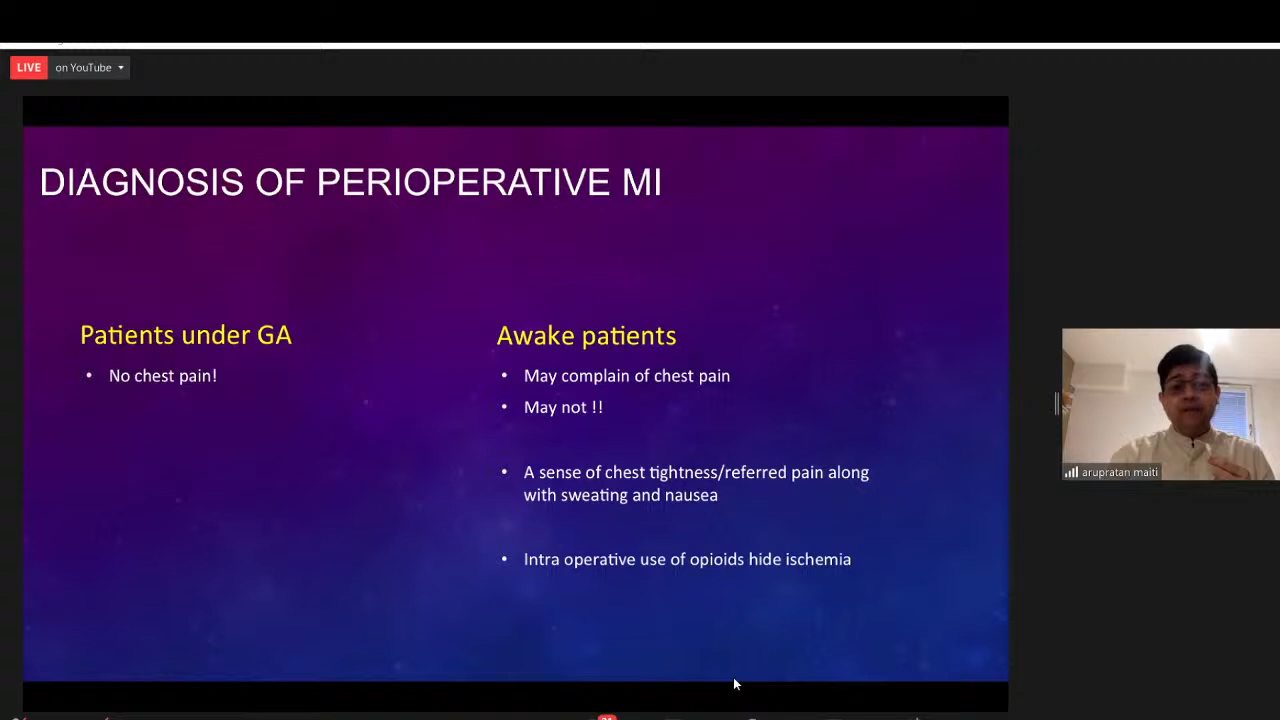 LIVE on YouTube
DIAGNOSIS OF PERIOPERATIVE MI
Patients under GA
• No chest pain!
Awake patients
• May complain of chest pain
• May not !!
• A sense of chest tightness/referred pain along
with sweating and nausea
• Intra operative use of opioids hide ischemia
arupratan maiti